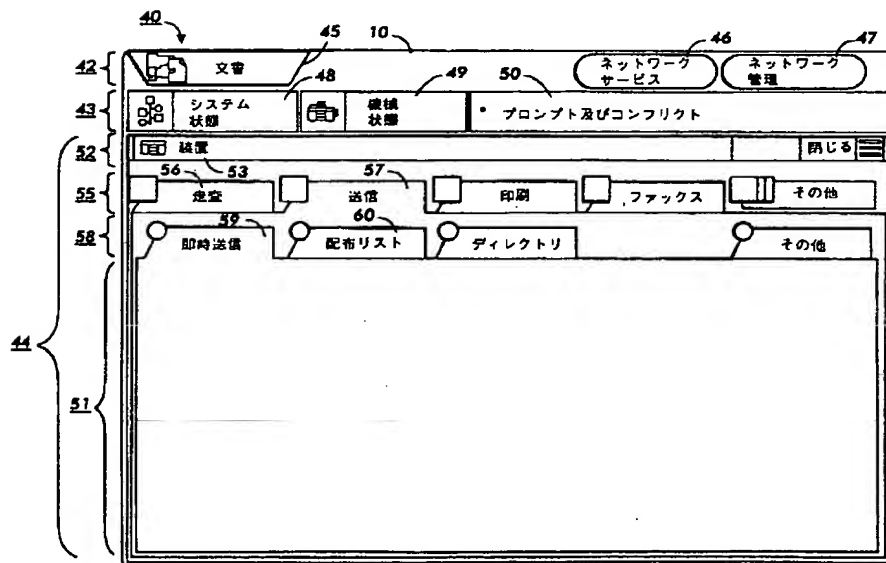 40 45 10 46 47
42 文書 ネットワーク サービス ネットワーク 管理
48 49 50
43 システム 状態 機械 状態 • プロンプト及びコンフリクト
52 装置 閉じる
56 53 57
55 走査 送信 印刷 ファックス その他
59 60
58 即時送信 配布リスト ディレクトリ その他
44
51